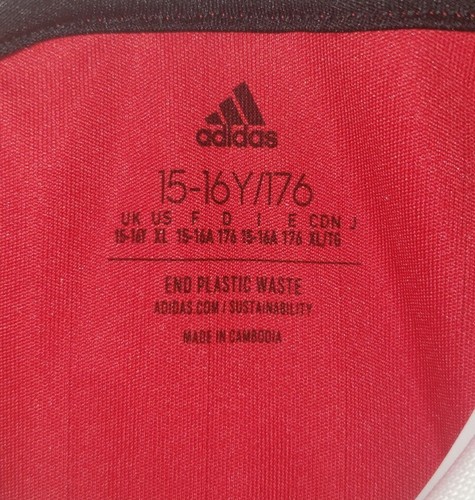 adidas
15-16Y/176
UK US F D I E CDN J
15-16Y XL 15-16A 176 15-16A 176 XL/TG
END PLASTIC WASTE
ADIDAS.COM / SUSTAINABILITY
MADE IN CAMBODIA